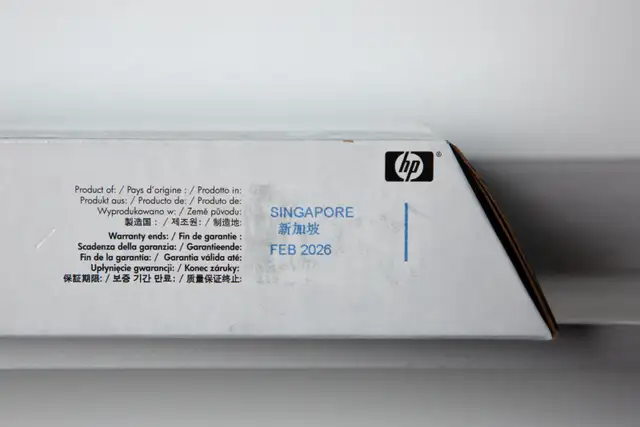 hp
Product of: / Pays d'origine : / Prodotto in:
Produkt aus: / Producto de: / Produto de:
Wyprodukowano w: / Země původu:
製造国 : / 제조원: / 制造地:
SINGAPORE
新加坡
Warranty ends: / Fin de garantie :
Scadenza della garanzia: / Garantieende:
Fin de la garantía: / Garantia válida até:
Upłynięcie gwarancji: / Konec záruky:
保証期限: / 보증 기간 만료: / 质量保证终止:
FEB 2026